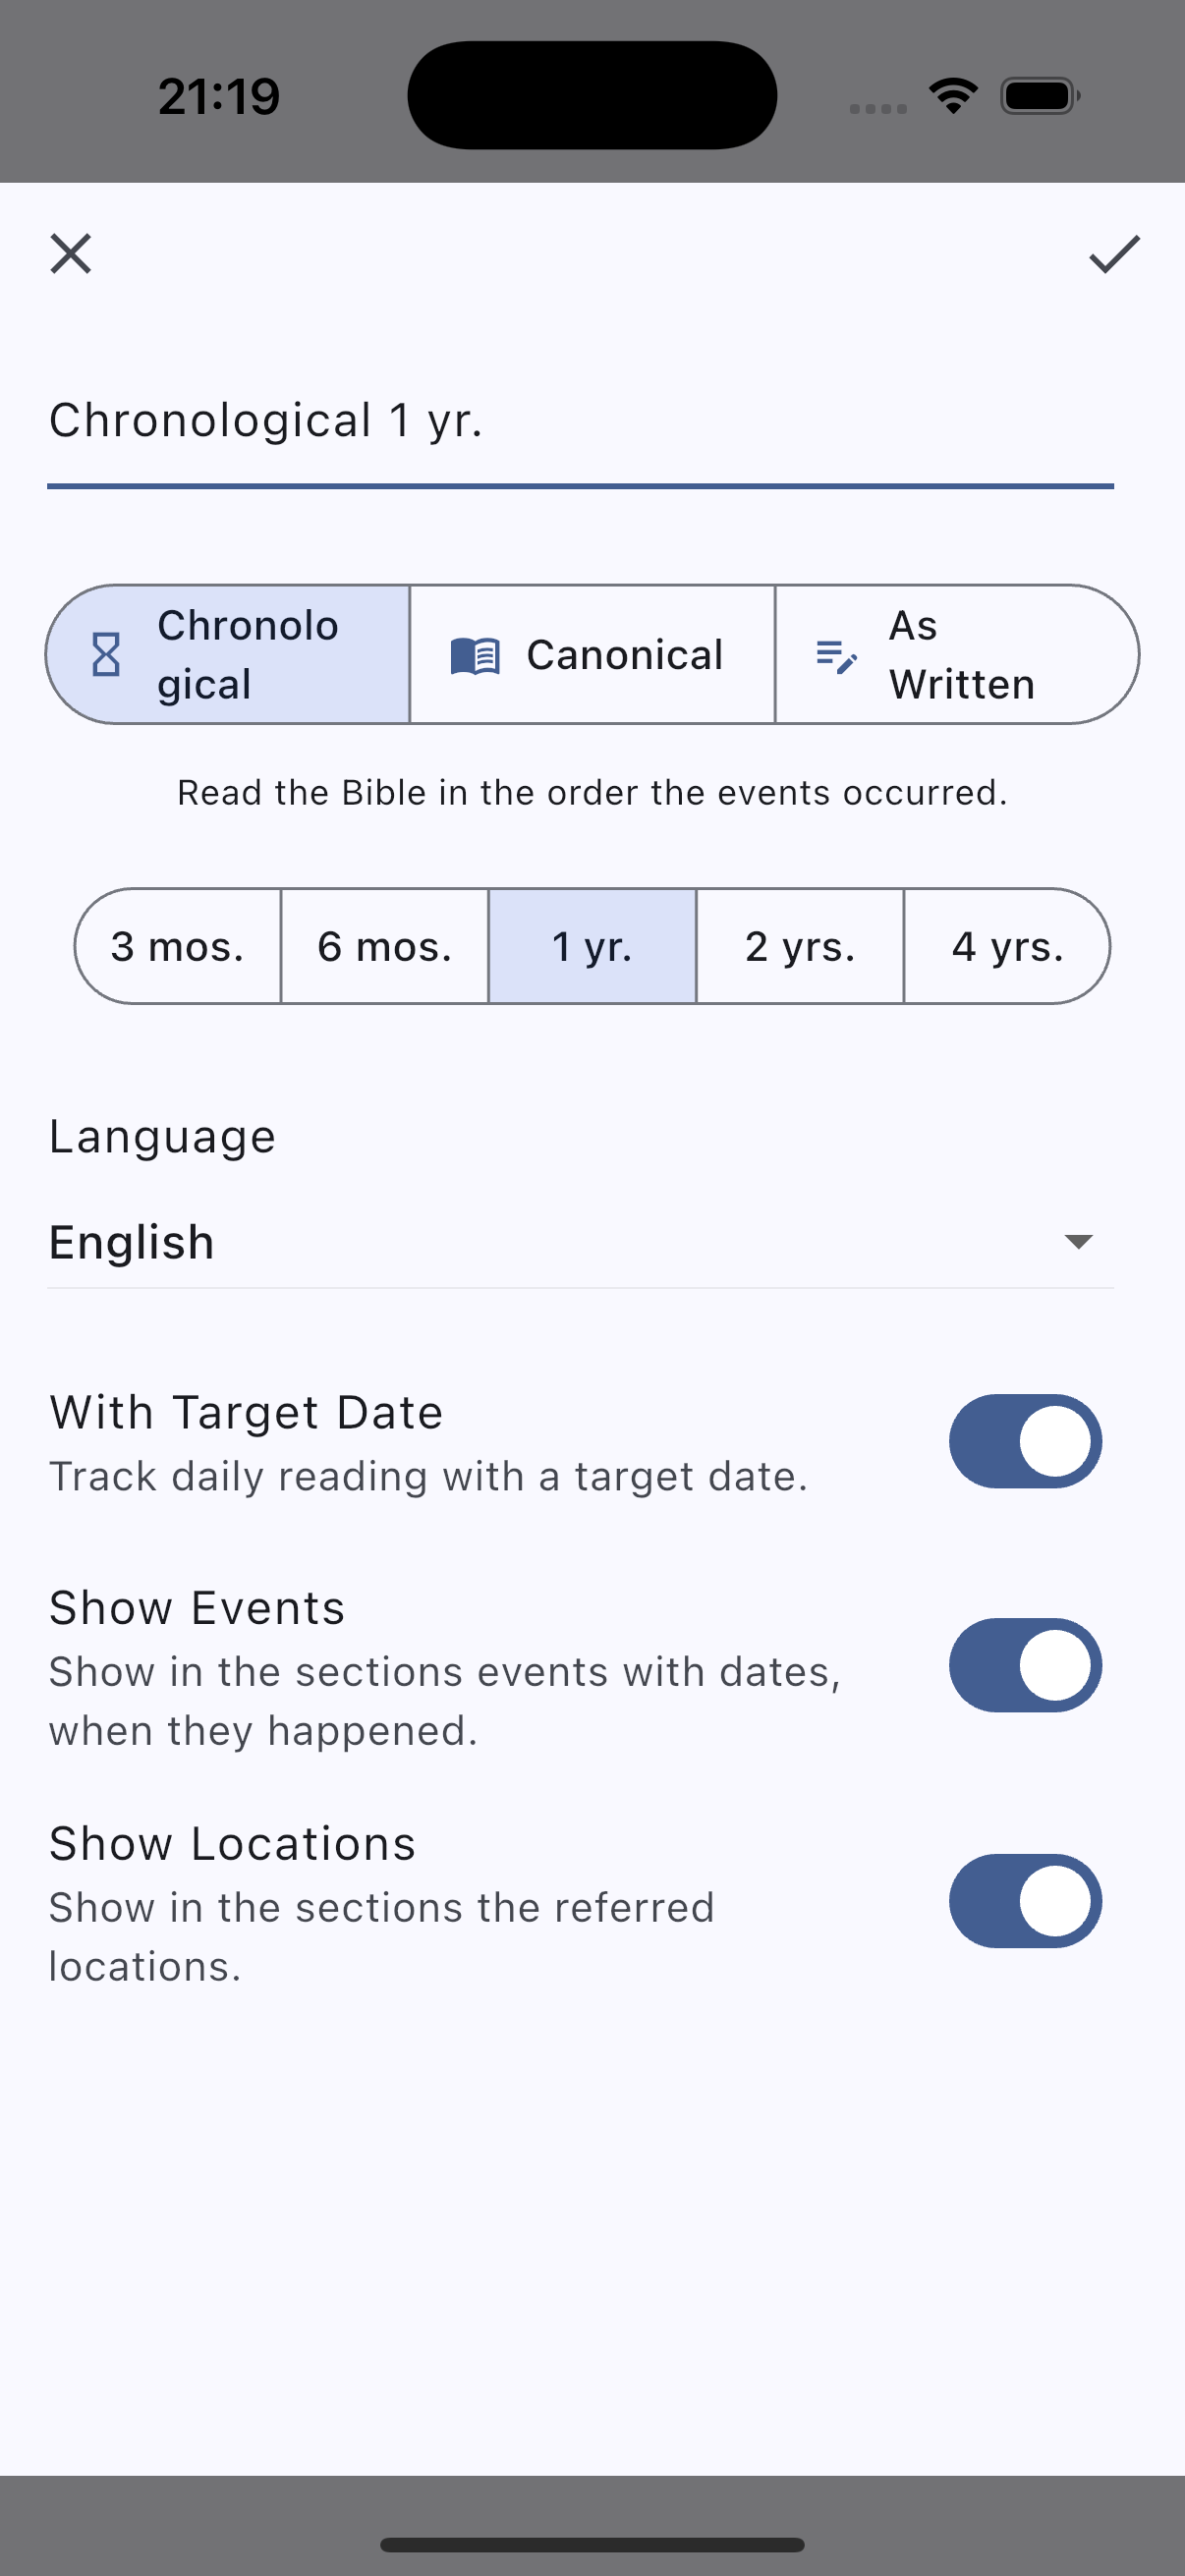 21:19
Chronological 1 yr.
Chronolo
gical
Canonical
As
Written
Read the Bible in the order the events occurred.
3 mos.
6 mos.
1 yr.
2 yrs.
4 yrs.
Language
English
With Target Date
Track daily reading with a target date.
Show Events
Show in the sections events with dates,
when they happened.
Show Locations
Show in the sections the referred
locations.